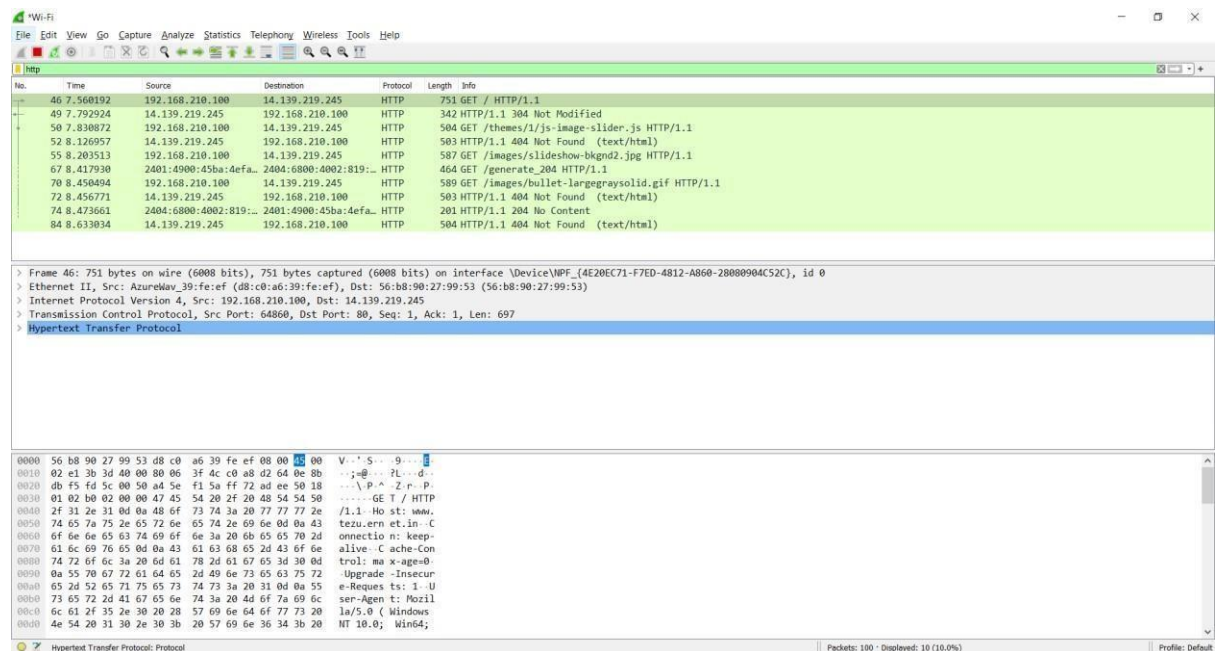 *Wi-Fi
File Edit View Go Capture Analyze Statistics Telephony Wireless Tools Help
http
No. Time Source Destination Protocol Length Info
46 7.560192 192.168.210.100 14.139.219.245 HTTP 751 GET / HTTP/1.1
49 7.792924 14.139.219.245 192.168.210.100 HTTP 342 HTTP/1.1 304 Not Modified
50 7.830872 192.168.210.100 14.139.219.245 HTTP 504 GET /themes/1/js-image-slider.js HTTP/1.1
52 8.126957 14.139.219.245 192.168.210.100 HTTP 503 HTTP/1.1 404 Not Found (text/html)
55 8.203513 192.168.210.100 14.139.219.245 HTTP 587 GET /images/slideshow-bkgnd2.jpg HTTP/1.1
67 8.417930 2401:4900:45ba:4efa… 2404:6800:4002:819:… HTTP 464 GET /generate_204 HTTP/1.1
70 8.450494 192.168.210.100 14.139.219.245 HTTP 589 GET /images/bullet-largegraysolid.gif HTTP/1.1
72 8.456771 14.139.219.245 192.168.210.100 HTTP 503 HTTP/1.1 404 Not Found (text/html)
74 8.473661 2404:6800:4002:819:… 2401:4900:45ba:4efa… HTTP 201 HTTP/1.1 204 No Content
84 8.633034 14.139.219.245 192.168.210.100 HTTP 504 HTTP/1.1 404 Not Found (text/html)
> Frame 46: 751 bytes on wire (6008 bits), 751 bytes captured (6008 bits) on interface \Device\NPF_{4E20EC71-F7ED-4812-A860-28080904C52C}, id 0
> Ethernet II, Src: AzureWav_39:fe:ef (d8:c0:a6:39:fe:ef), Dst: 56:b8:90:27:99:53 (56:b8:90:27:99:53)
> Internet Protocol Version 4, Src: 192.168.210.100, Dst: 14.139.219.245
> Transmission Control Protocol, Src Port: 64860, Dst Port: 80, Seq: 1, Ack: 1, Len: 697
> Hypertext Transfer Protocol
0000 56 b8 90 27 99 53 d8 c0 a6 39 fe ef 08 00 45 00 V··'·S·· ·9····E·
0010 02 e1 3b 3d 40 00 80 06 3f 4c c0 a8 d2 64 0e 8b ··;=@··· ?L···d··
0020 db f5 fd 5c 00 50 a4 5e f1 5a ff 72 ad ee 50 18 ···\·P·^ ·Z·r··P·
0030 01 02 b0 02 00 00 47 45 54 20 2f 20 48 54 54 50 ······GE T / HTTP
0040 2f 31 2e 31 0d 0a 48 6f 73 74 3a 20 77 77 77 2e /1.1··Ho st: www.
0050 74 65 7a 75 2e 65 72 6e 65 74 2e 69 6e 0d 0a 43 tezu.ern et.in··C
0060 6f 6e 6e 65 63 74 69 6f 6e 3a 20 6b 65 65 70 2d onnectio n: keep-
0070 61 6c 69 76 65 0d 0a 43 61 63 68 65 2d 43 6f 6e alive··C ache-Con
0080 74 72 6f 6c 3a 20 6d 61 78 2d 61 67 65 3d 30 0d trol: ma x-age=0·
0090 0a 55 70 67 72 61 64 65 2d 49 6e 73 65 63 75 72 ·Upgrade -Insecur
00a0 65 2d 52 65 71 75 65 73 74 73 3a 20 31 0d 0a 55 e-Reques ts: 1··U
00b0 73 65 72 2d 41 67 65 6e 74 3a 20 4d 6f 7a 69 6c ser-Agen t: Mozil
00c0 6c 61 2f 35 2e 30 20 28 57 69 6e 64 6f 77 73 20 la/5.0 ( Windows
00d0 4e 54 20 31 30 2e 30 3b 20 57 69 6e 36 34 3b 20 NT 10.0; Win64;
Hypertext Transfer Protocol: Protocol Packets: 100 · Displayed: 10 (10.0%) Profile: Default